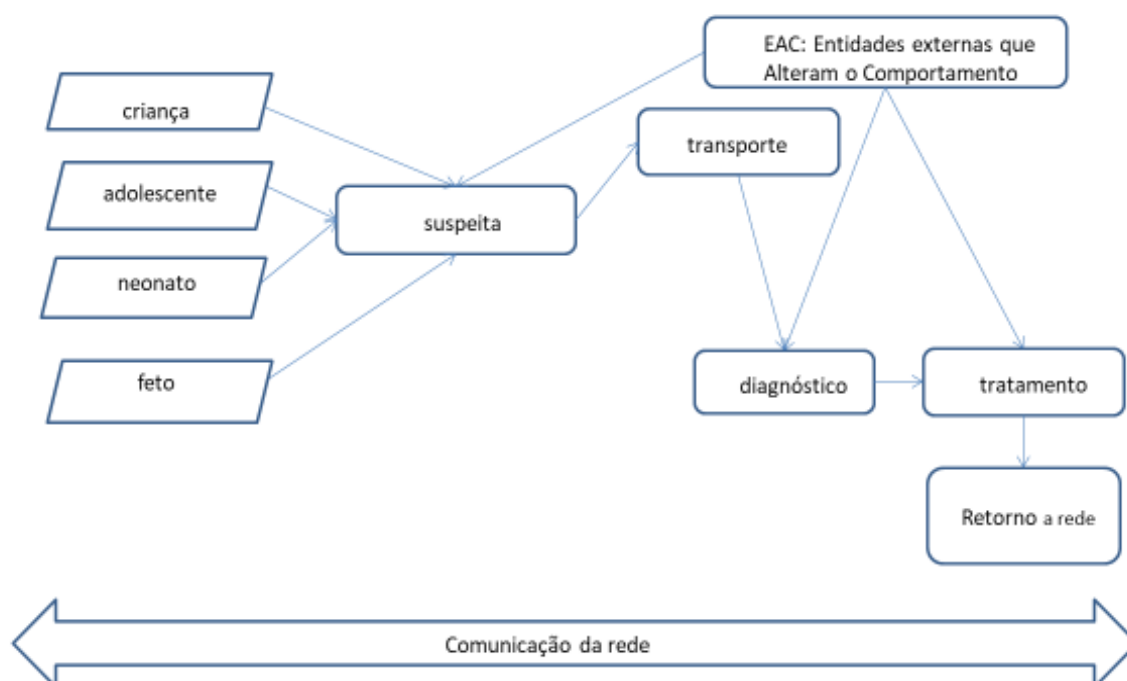 EAC: Entidades externas que
Alteram o Comportamento
criança
transporte
adolescente
suspeita
neonato
feto
diagnóstico
tratamento
Retorno a rede
Comunicação da rede